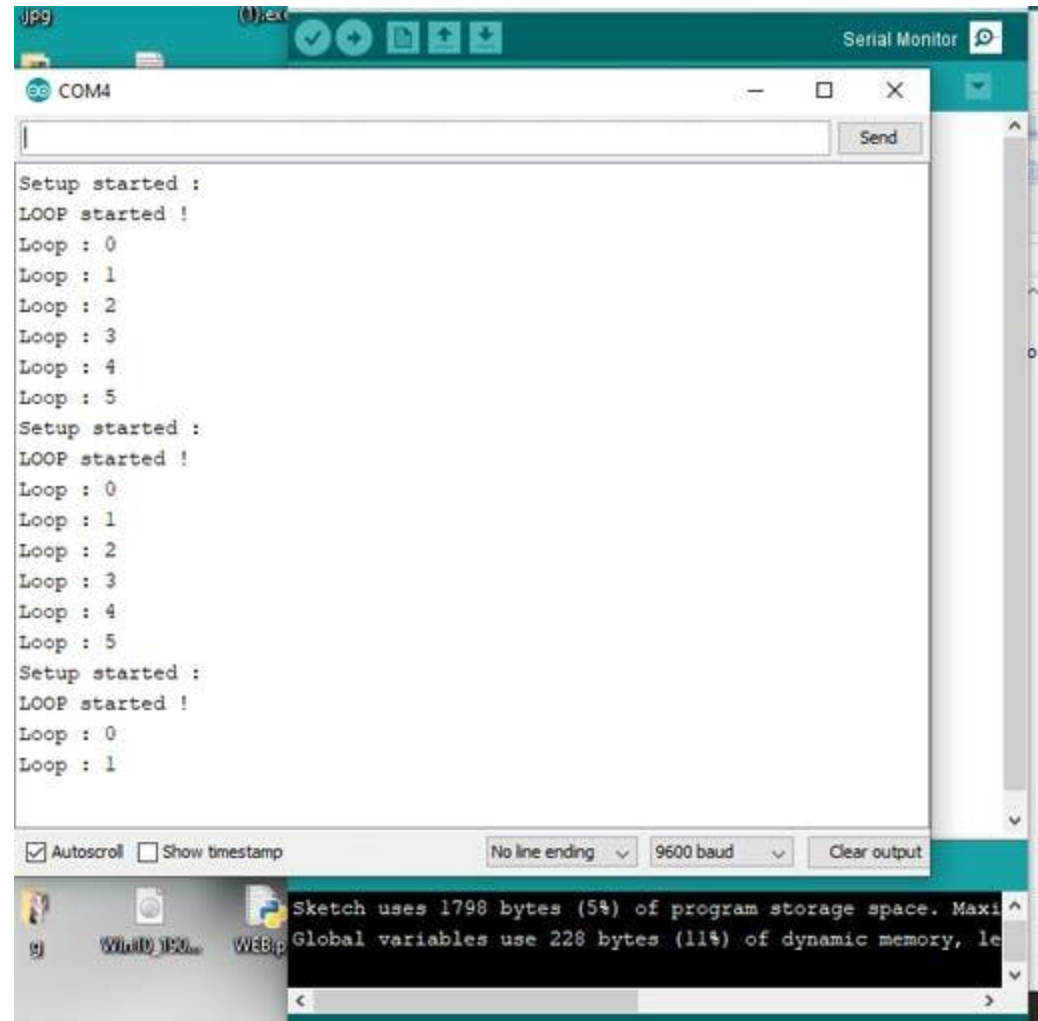 .jpg
Serial Monitor
COM4
Send
Setup started :
LOOP started !
Loop : 0
Loop : 1
Loop : 2
Loop : 3
Loop : 4
Loop : 5
Setup started :
LOOP started !
Loop : 0
Loop : 1
Loop : 2
Loop : 3
Loop : 4
Loop : 5
Setup started :
LOOP started !
Loop : 0
Loop : 1
Autoscroll Show timestamp No line ending 9600 baud Clear output
Sketch uses 1798 bytes (5%) of program storage space. Maxi
Global variables use 228 bytes (11%) of dynamic memory, le